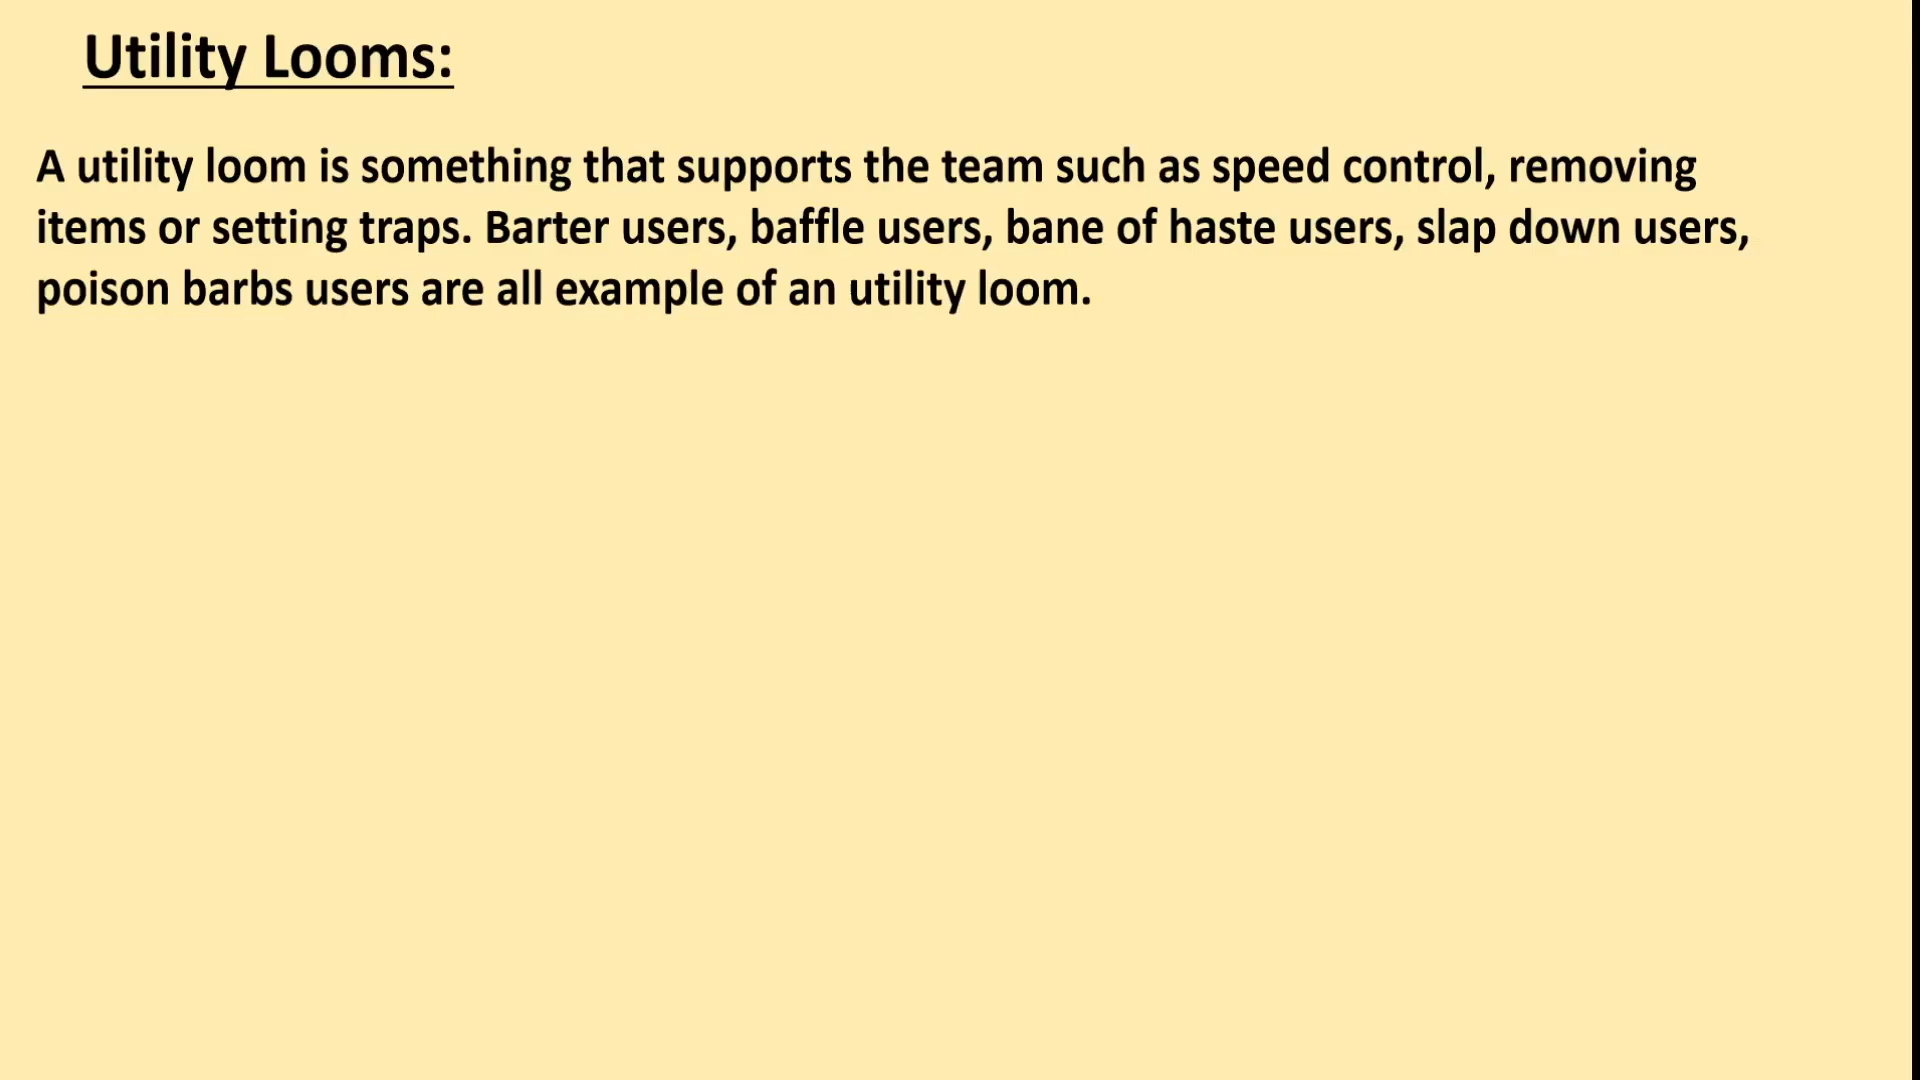 Utility Looms:
A utility loom is something that supports the team such as speed control, removing
items or setting traps. Barter users, baffle users, bane of haste users, slap down users,
poison barbs users are all example of an utility loom.